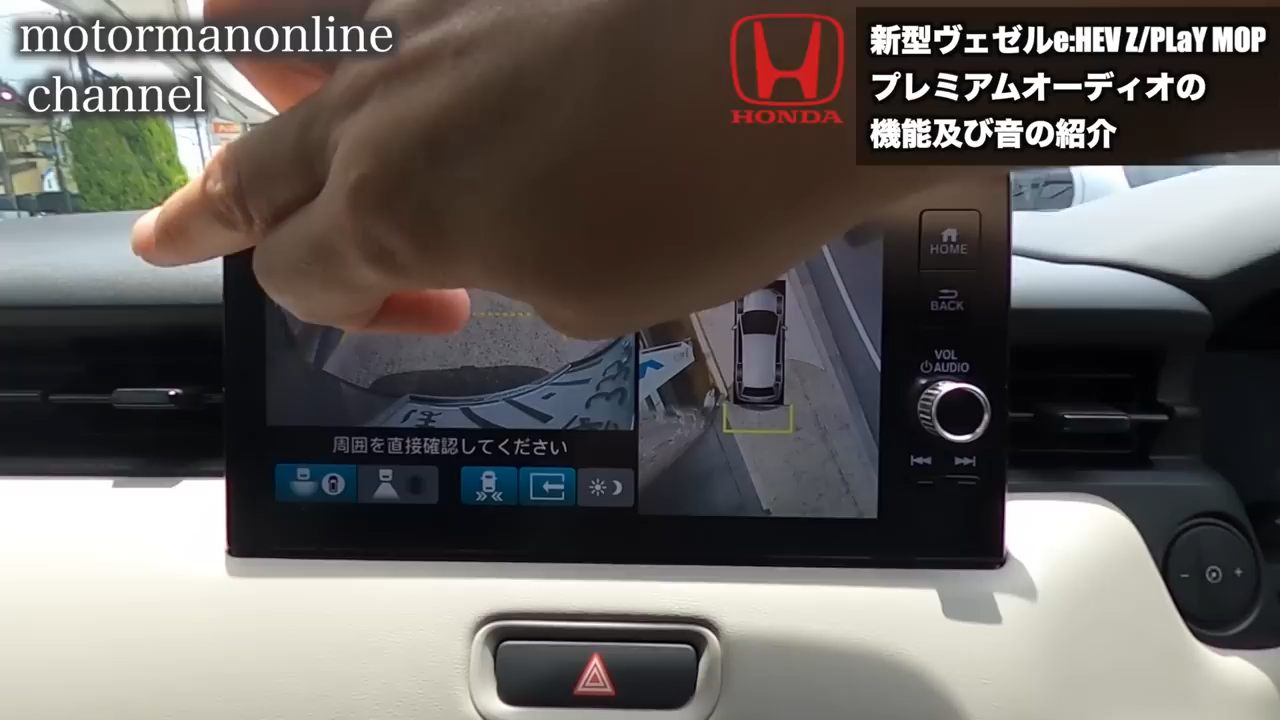 motormanonline
channel
HONDA
新型ヴェゼルe:HEV Z/PLaY MOP
プレミアムオーディオの
機能及び音の紹介
HOME
BACK
VOL
AUDIO
周囲を直接確認してください
- +